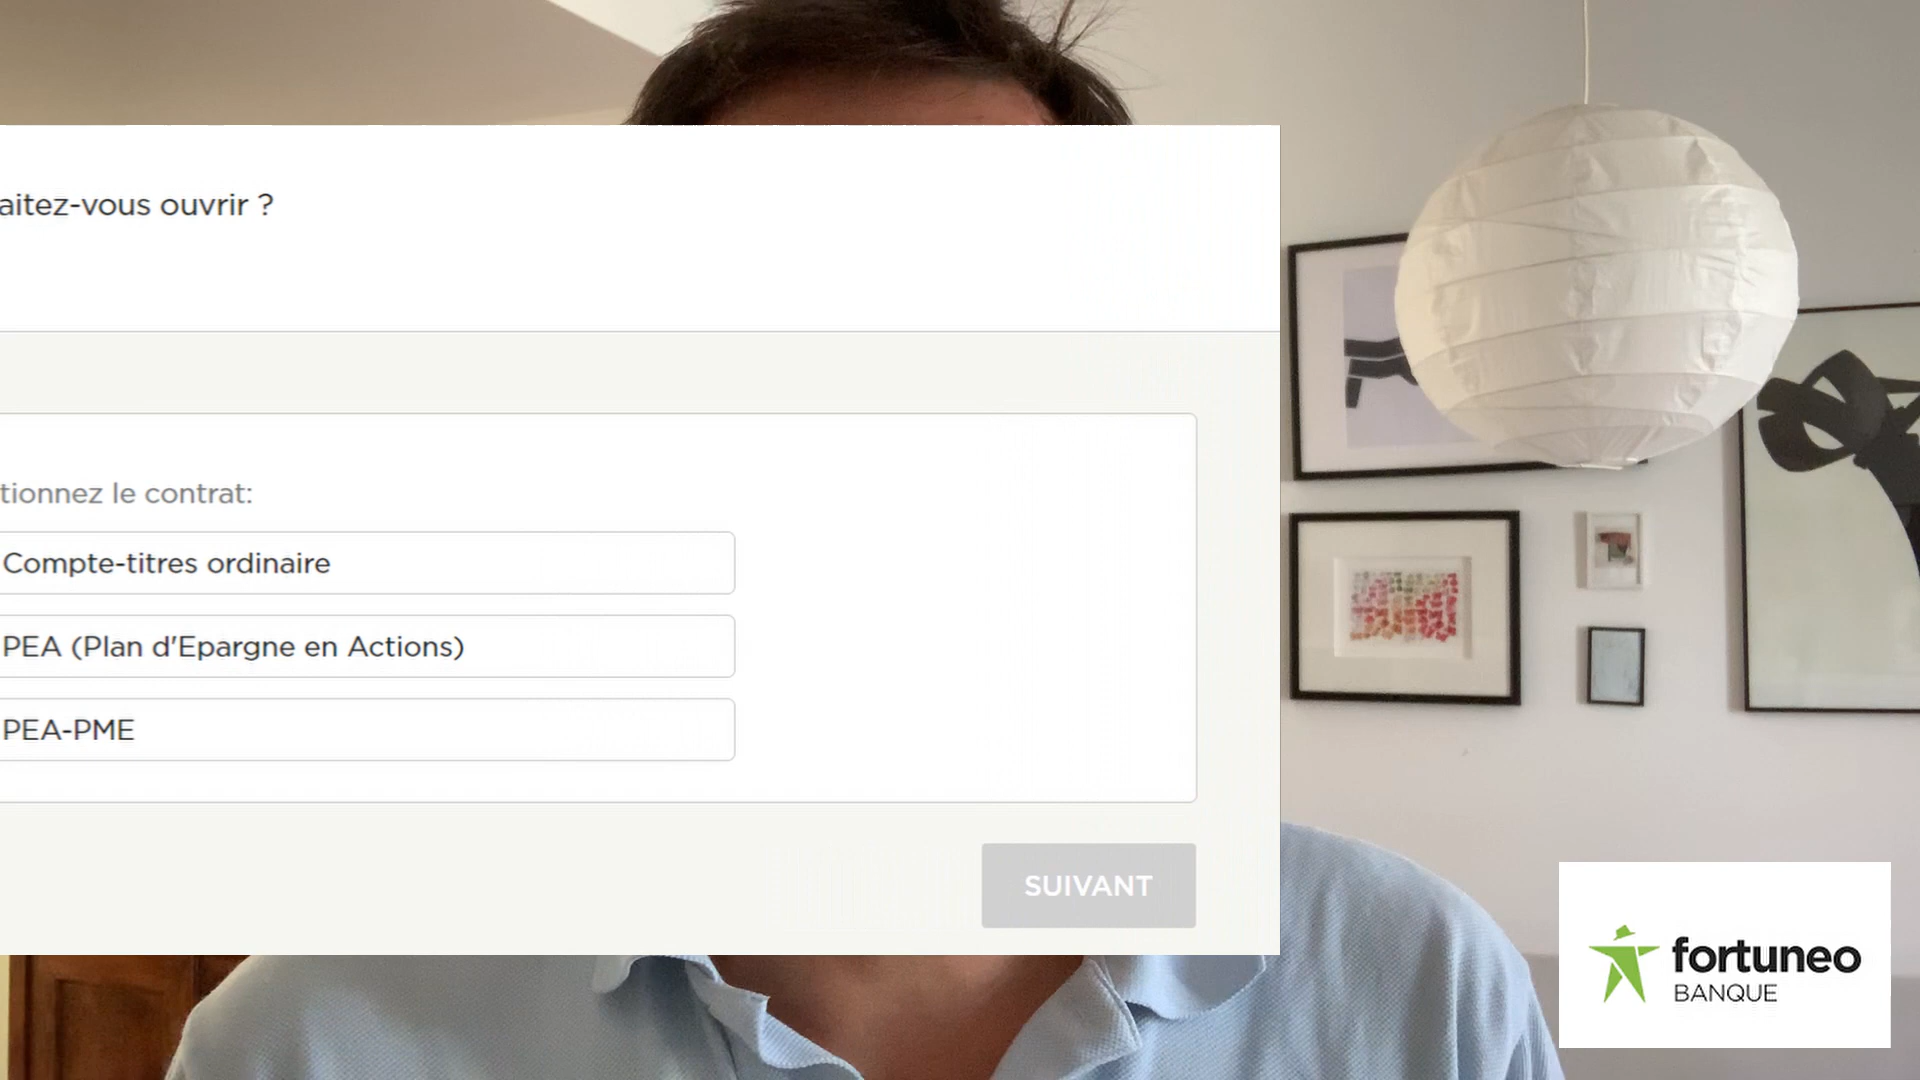 aitez-vous ouvrir ?
tionnez le contrat:
Compte-titres ordinaire
PEA (Plan d'Epargne en Actions)
PEA-PME
SUIVANT
fortuneo
BANQUE